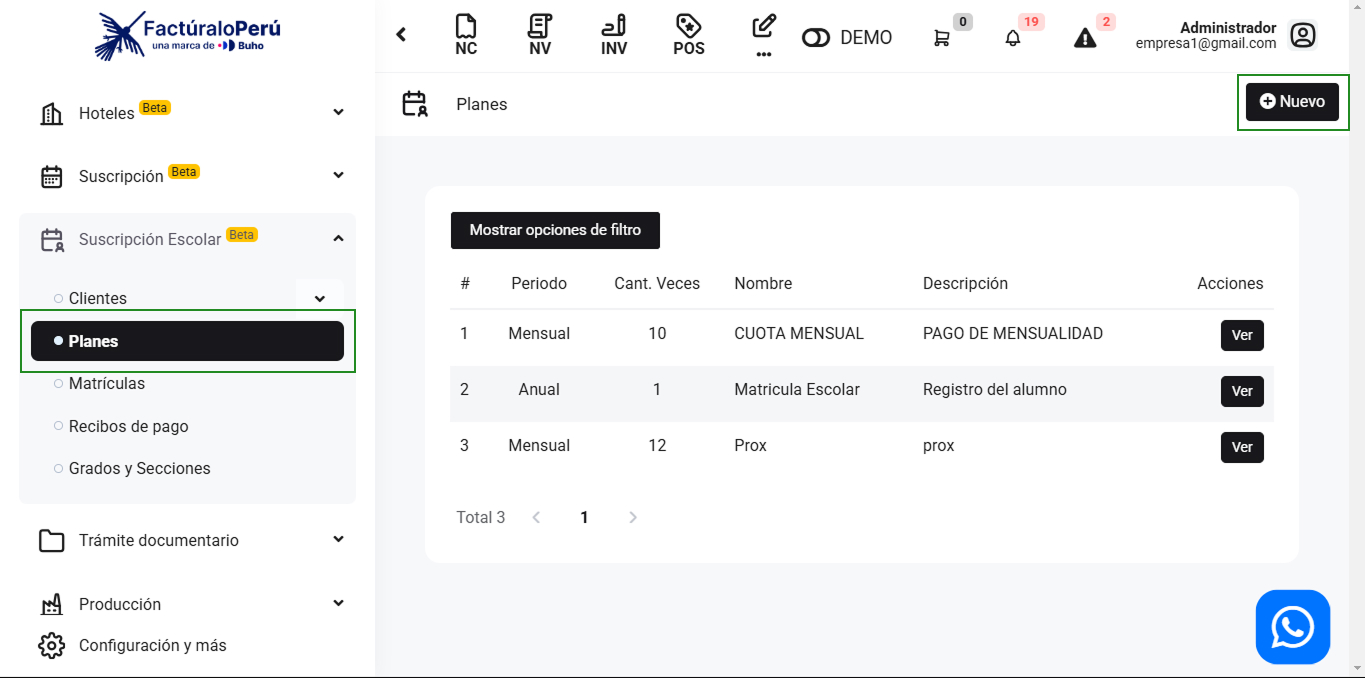 FactúraloPerú
una marca de Buho
NC
NV
INV
POS
...
DEMO
0
19
2
Administrador
empresa1@gmail.com
Hoteles Beta
Suscripción Beta
Suscripción Escolar Beta
Clientes
Planes
Matrículas
Recibos de pago
Grados y Secciones
Trámite documentario
Producción
Configuración y más
Planes
Nuevo
Mostrar opciones de filtro
# Periodo Cant. Veces Nombre Descripción Acciones
1 Mensual 10 CUOTA MENSUAL PAGO DE MENSUALIDAD Ver
2 Anual 1 Matricula Escolar Registro del alumno Ver
3 Mensual 12 Prox prox Ver
Total 3 1